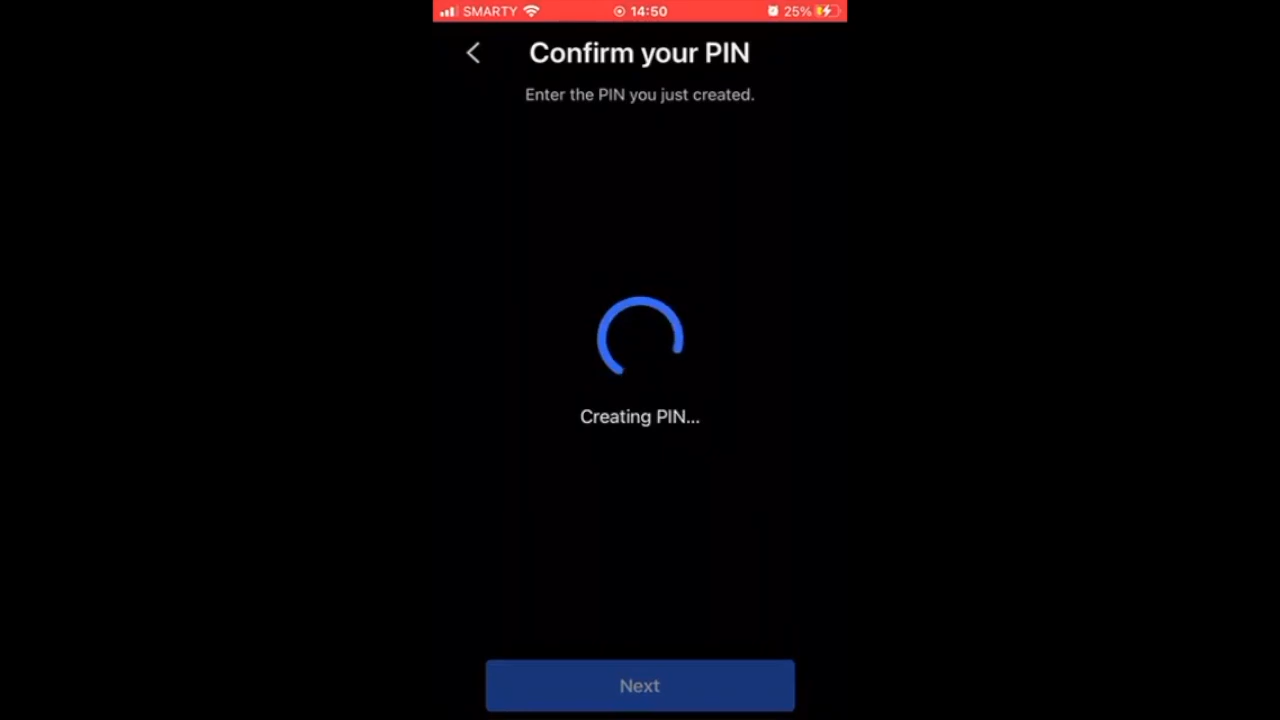 SMARTY 14:50 25%
Confirm your PIN
Enter the PIN you just created.
Creating PIN...
Next